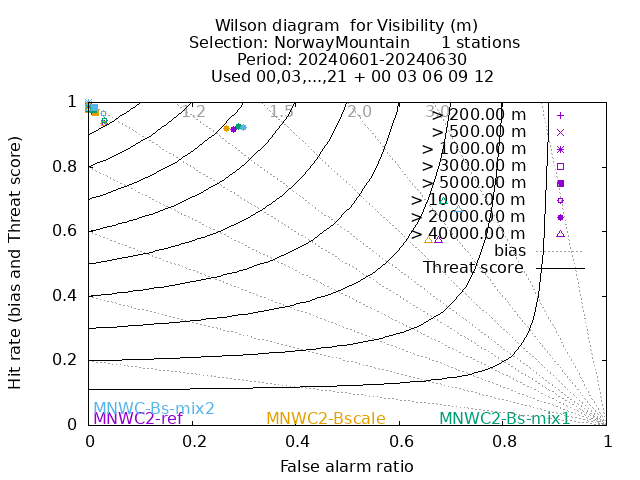 Wilson diagram  for Visibility (m)
Selection: NorwayMountain      1 stations
Period: 20240601-20240630
Used 00,03,...,21 + 00 03 06 09 12
Hit rate (bias and Threat score)
1
0.8
0.6
0.4
0.2
0
1.2
1.5
2.0
3.0
> 200.00 m
> 500.00 m
> 1000.00 m
> 3000.00 m
> 5000.00 m
> 10000.00 m
> 20000.00 m
> 40000.00 m
bias
Threat score
MNWC-Bs-mix2
MNWC2-ref
MNWC2-Bscale
MNWC2-Bs-mix1
0
0.2
0.4
0.6
0.8
1
False alarm ratio